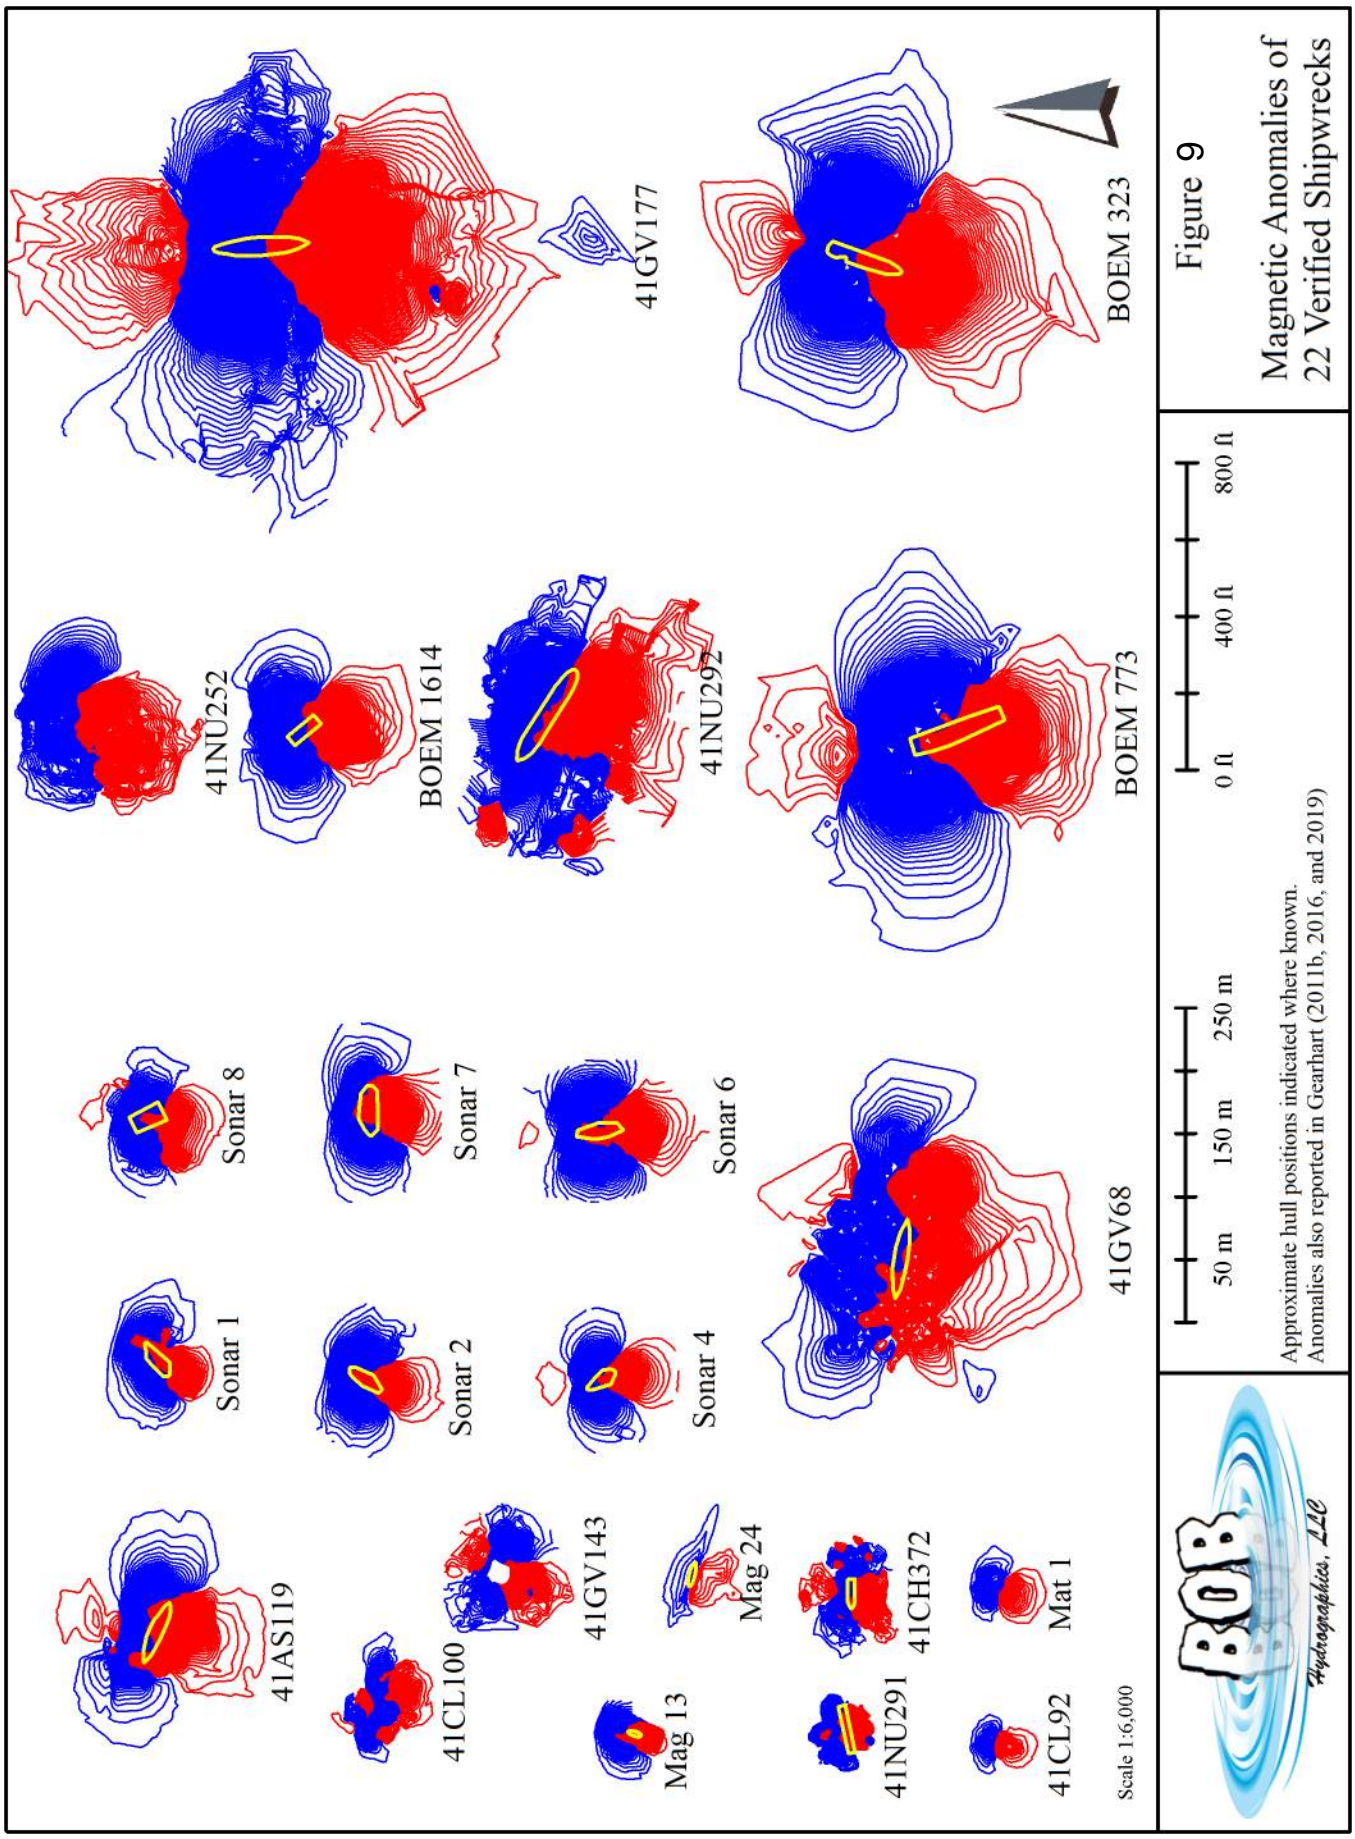 41AS119
Sonar 1
Sonar 8
41NU252
41CL100
Sonar 2
Sonar 7
BOEM 1614
41GV143
41GV177
Mag 13
Mag 24
Sonar 4
Sonar 6
41NU292
41NU291
41CH372
41CL92
Mat 1
41GV68
BOEM 773
BOEM 323
Scale 1:6,000
BOB
Hydrographics, LLC
50 m
150 m
250 m
0 ft
400 ft
800 ft
Approximate hull positions indicated where known.
Anomalies also reported in Gearhart (2011b, 2016, and 2019)
Figure 9
Magnetic Anomalies of
22 Verified Shipwrecks